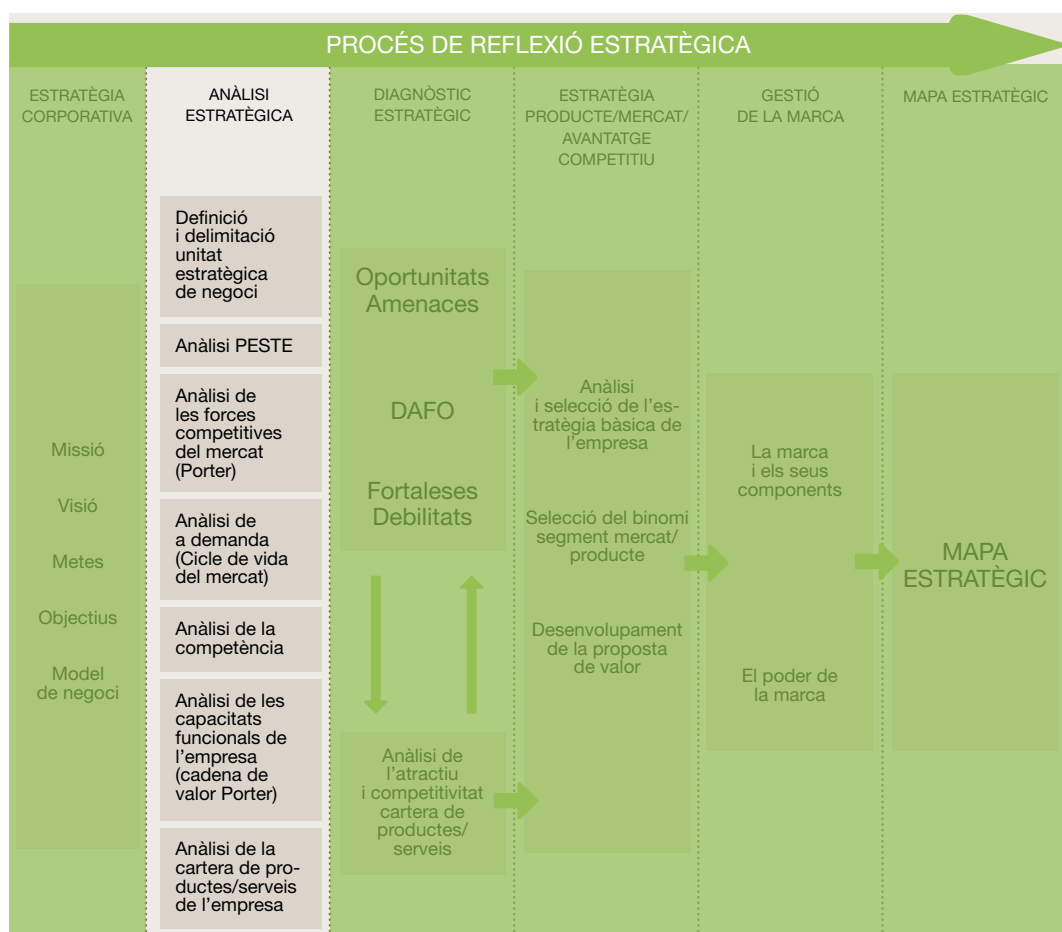 PROCÉS DE REFLEXIÓ ESTRATÈGICA
ESTRATÈGIA
CORPORATIVA
Missió
Visió
Metes
Objectius
Model
de negoci
ANÀLISI
ESTRATÈGICA
Definició
i delimitació
unitat
estratègica
de negoci
Anàlisi PESTE
Anàlisi de
les forces
competitives
del mercat
(Porter)
Anàlisi de
a demanda
(Cicle de vida
del mercat)
Anàlisi de la
competència
Anàlisi de les
capacitats
funcionals de
l’empresa
(cadena de
valor Porter)
Anàlisi de la
cartera de pro-
ductes/serveis
de l’empresa
DIAGNÒSTIC
ESTRATÈGIC
Oportunitats
Amenaces
DAFO
Fortaleses
Debilitats
Anàlisi de
l’atractiu
i competitivitat
cartera de
productes/
serveis
ESTRATÈGIA
PRODUCTE/MERCAT/
AVANTATGE
COMPETITIU
Anàlisi
i selecció de l’es-
tratègia bàsica de
l’empresa
Selecció del binomi
segment mercat/
producte
Desenvolupament
de la proposta
de valor
GESTIÓ
DE LA MARCA
La marca
i els seus
components
El poder de
la marca
MAPA ESTRATÈGIC
MAPA
ESTRATÈGIC